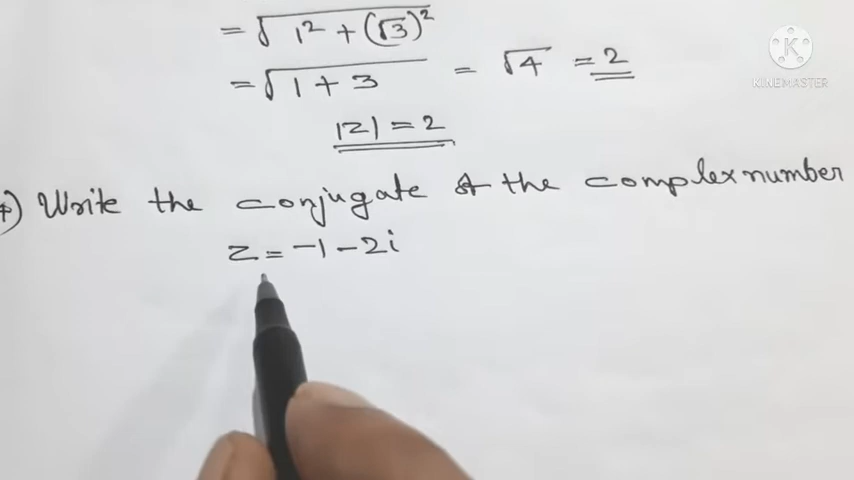 = √1² + (√3)²
= √1 + 3 = √4 = 2
|z| = 2
Write the conjugate of the complex number
z = -1 - 2i
K
KINEMASTER